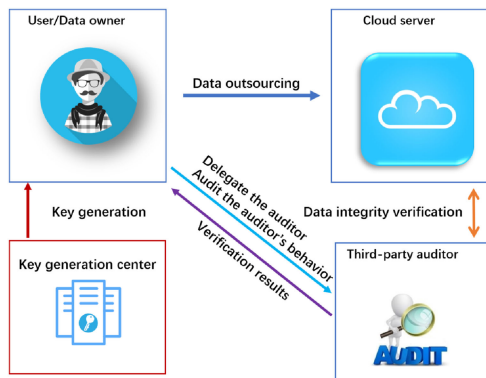 User/Data owner
Cloud server
Data outsourcing
Delegate the auditor
Audit the auditor's behavior
Verification results
Key generation
Data integrity verification
Key generation center
Third-party auditor
AUDIT